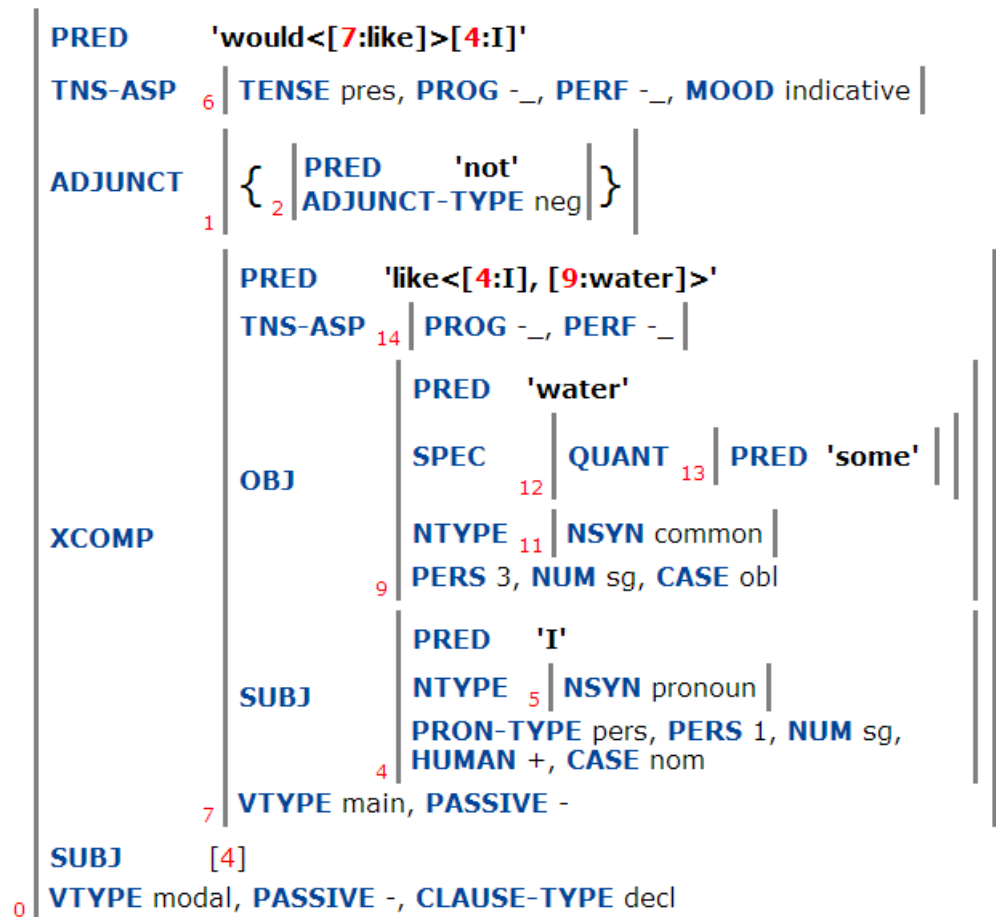 PRED 'would<[7:like]>[4:I]'
TNS-ASP 6 TENSE pres, PROG -_, PERF -_, MOOD indicative
ADJUNCT 1 { 2 PRED 'not'
ADJUNCT-TYPE neg }
PRED 'like<[4:I], [9:water]>'
TNS-ASP 14 PROG -_, PERF -_
PRED 'water'
SPEC 12 QUANT 13 PRED 'some'
OBJ
NTYPE 11 NSYN common
9 PERS 3, NUM sg, CASE obl
XCOMP
PRED 'I'
SUBJ NTYPE 5 NSYN pronoun
PRON-TYPE pers, PERS 1, NUM sg,
4 HUMAN +, CASE nom
7 VTYPE main, PASSIVE -
SUBJ [4]
0 VTYPE modal, PASSIVE -, CLAUSE-TYPE decl